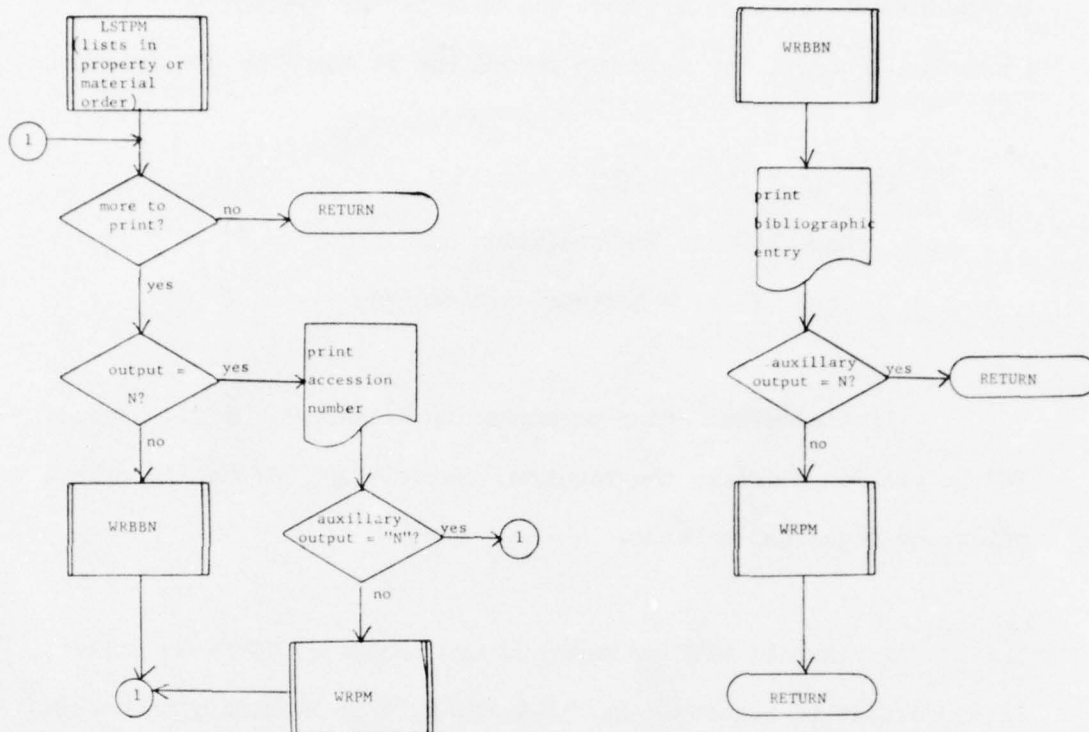 LSTPM
(lists in
property or
material
order)
1
more to
print?
no
RETURN
yes
output =
N?
yes
print
accession
number
no
WRBBN
auxillary
output = "N"?
yes
1
no
1
WRPM
WRBBN
print
bibliographic
entry
auxillary
output = N?
yes
RETURN
no
WRPM
RETURN